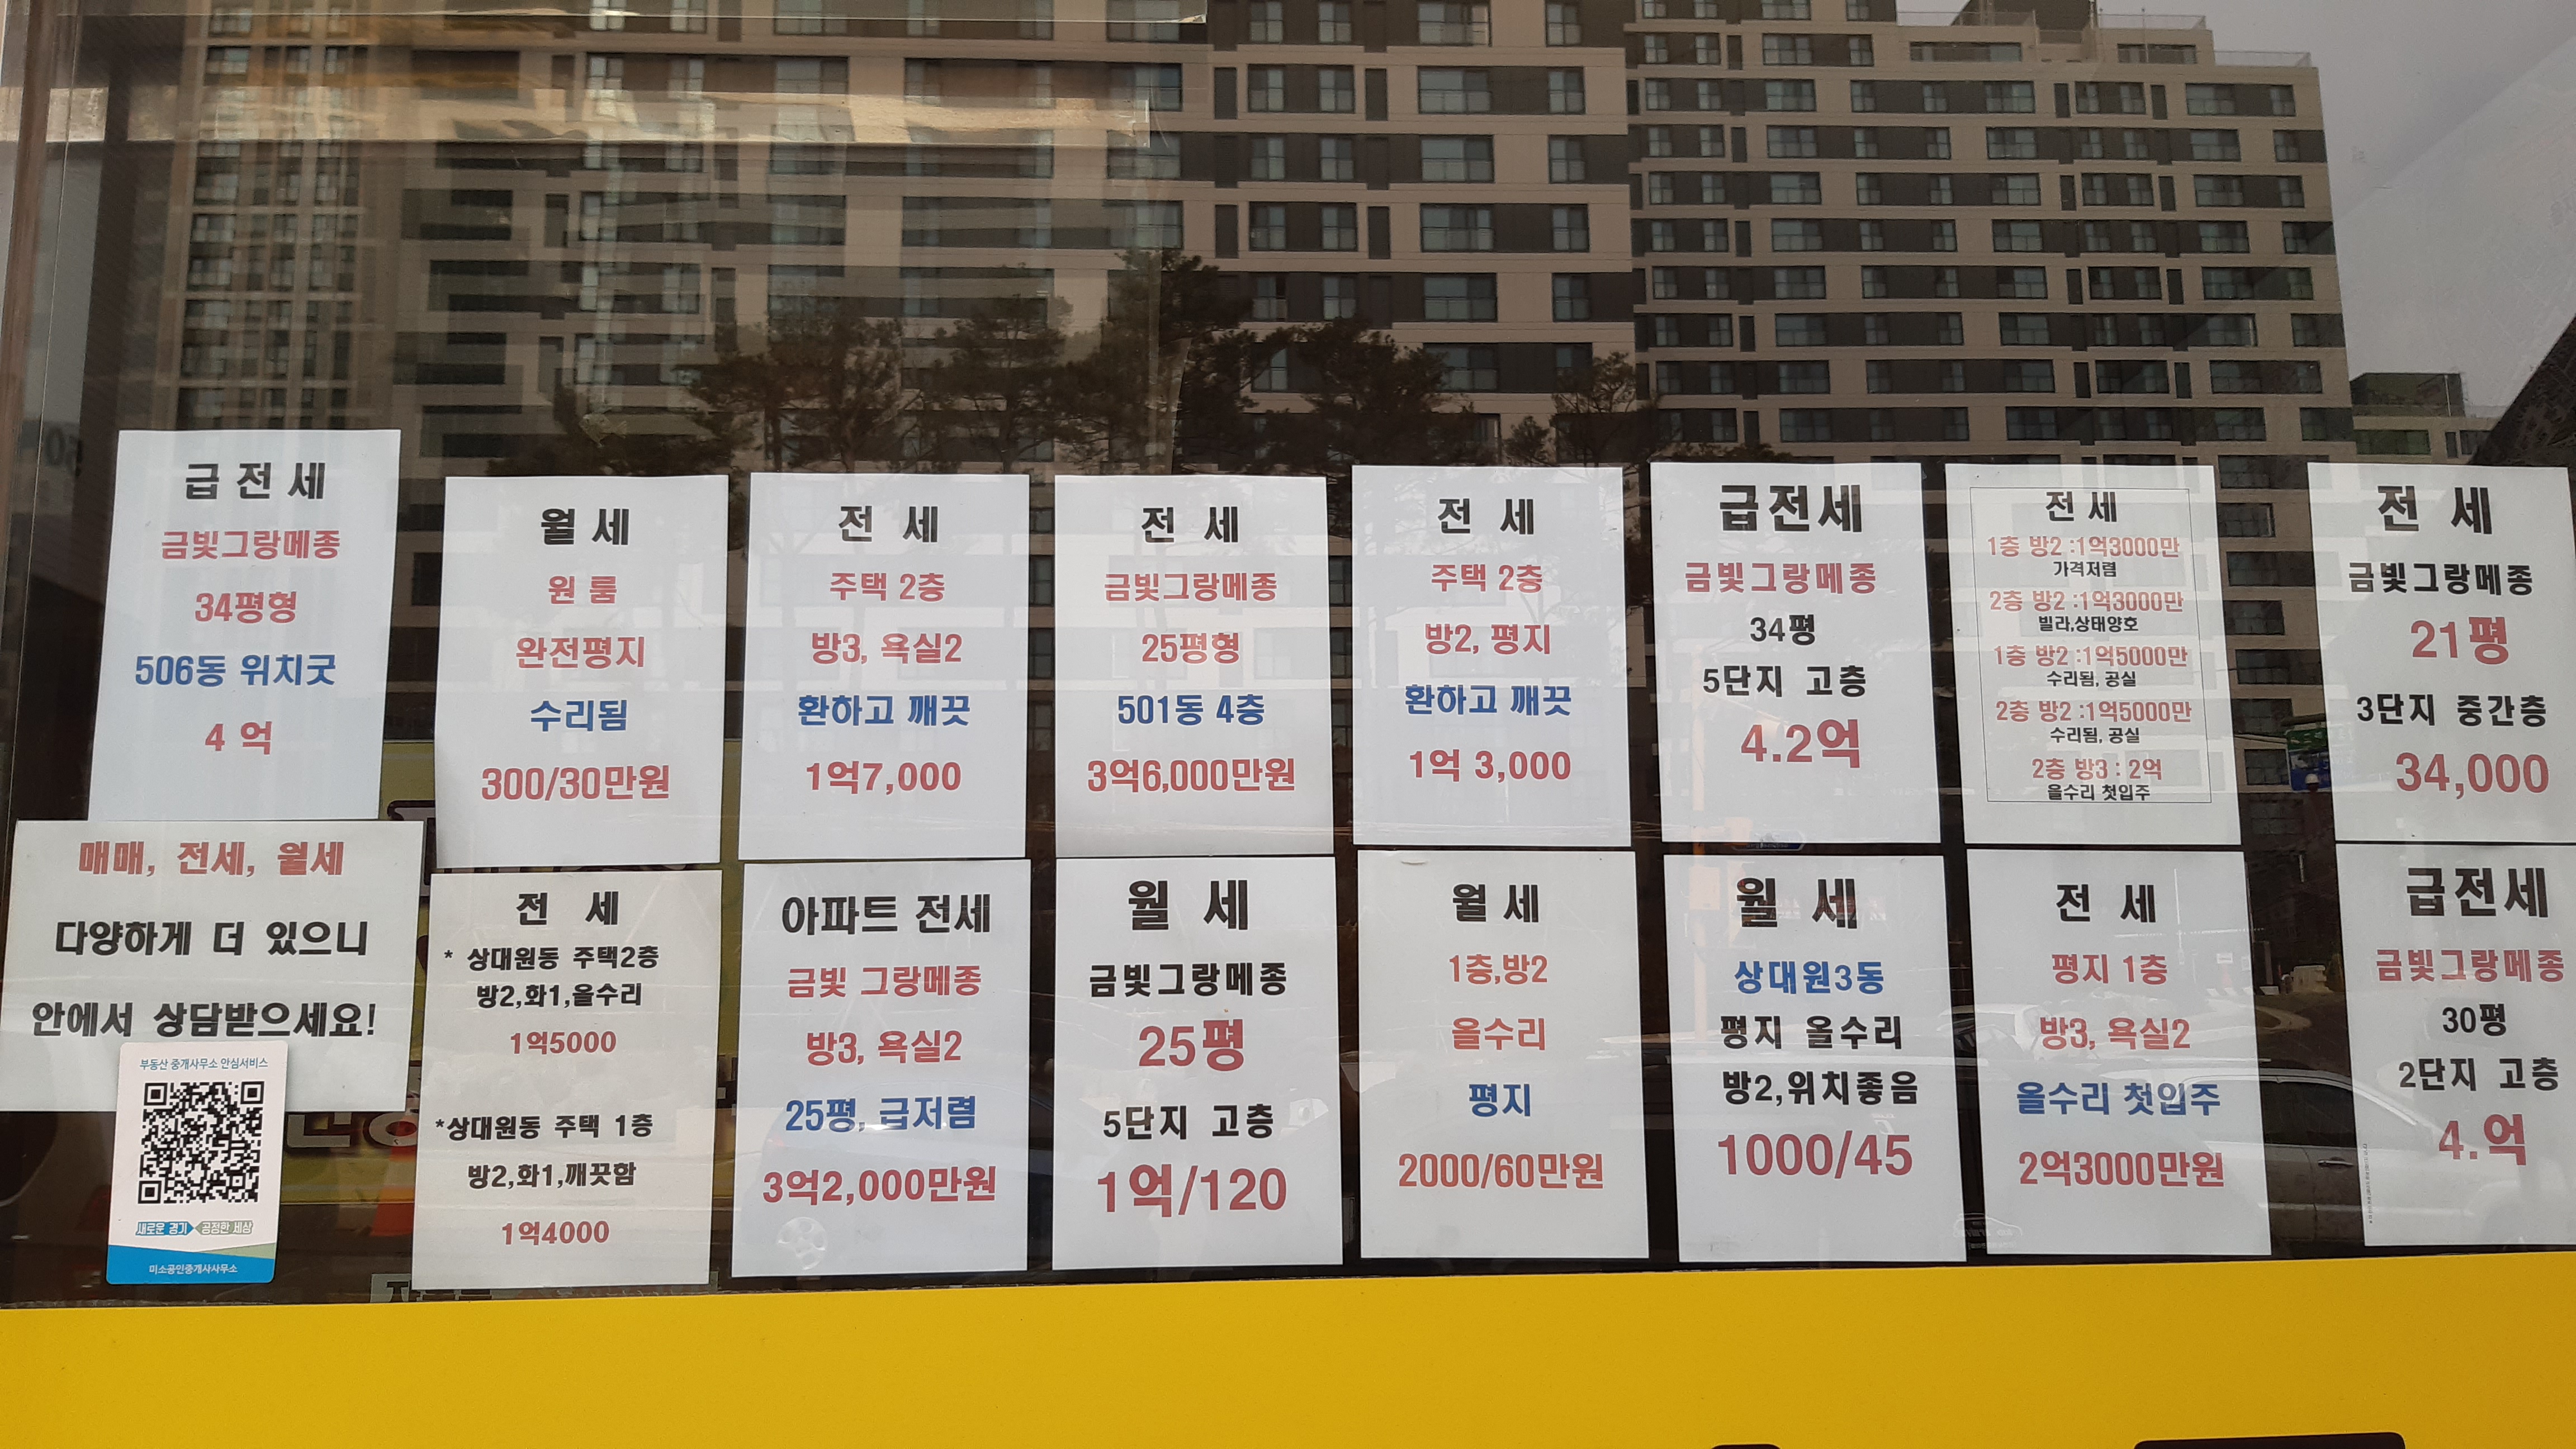 급전세
금빛그랑메종
34평형
506동 위치굿
4 억
월 세
원 룸
완전평지
수리됨
300/30만원
전 세
주택 2층
방3, 욕실2
환하고 깨끗
1억7,000
전 세
금빛그랑메종
25평형
501동 4층
3억6,000만원
전 세
주택 2층
방2, 평지
환하고 깨끗
1억 3,000
급전세
금빛그랑메종
34평
5단지 고층
4.2억
전 세
1층 방2 :1억3000만
가격저렴
2층 방2 :1억3000만
빌라,상태양호
1층 방2 :1억5000만
수리됨, 공실
2층 방2 :1억5000만
수리됨, 공실
2층 방3 : 2억
올수리 첫입주
전 세
금빛그랑메종
21평
3단지 중간층
34,000
매매, 전세, 월세
다양하게 더 있으니
안에서 상담받으세요!
부동산 중개사무소 안심서비스
새로운 경기 공정한 세상
미소공인중개사사무소
전 세
* 상대원동 주택2층
방2,화1,올수리
1억5000
*상대원동 주택 1층
방2,화1,깨끗함
1억4000
아파트 전세
금빛 그랑메종
방3, 욕실2
25평, 급저렴
3억2,000만원
월 세
금빛그랑메종
25평
5단지 고층
1억/120
월 세
1층,방2
올수리
평지
2000/60만원
월 세
상대원3동
평지 올수리
방2,위치좋음
1000/45
전 세
평지 1층
방3, 욕실2
올수리 첫입주
2억3000만원
급전세
금빛그랑메종
30평
2단지 고층
4.억